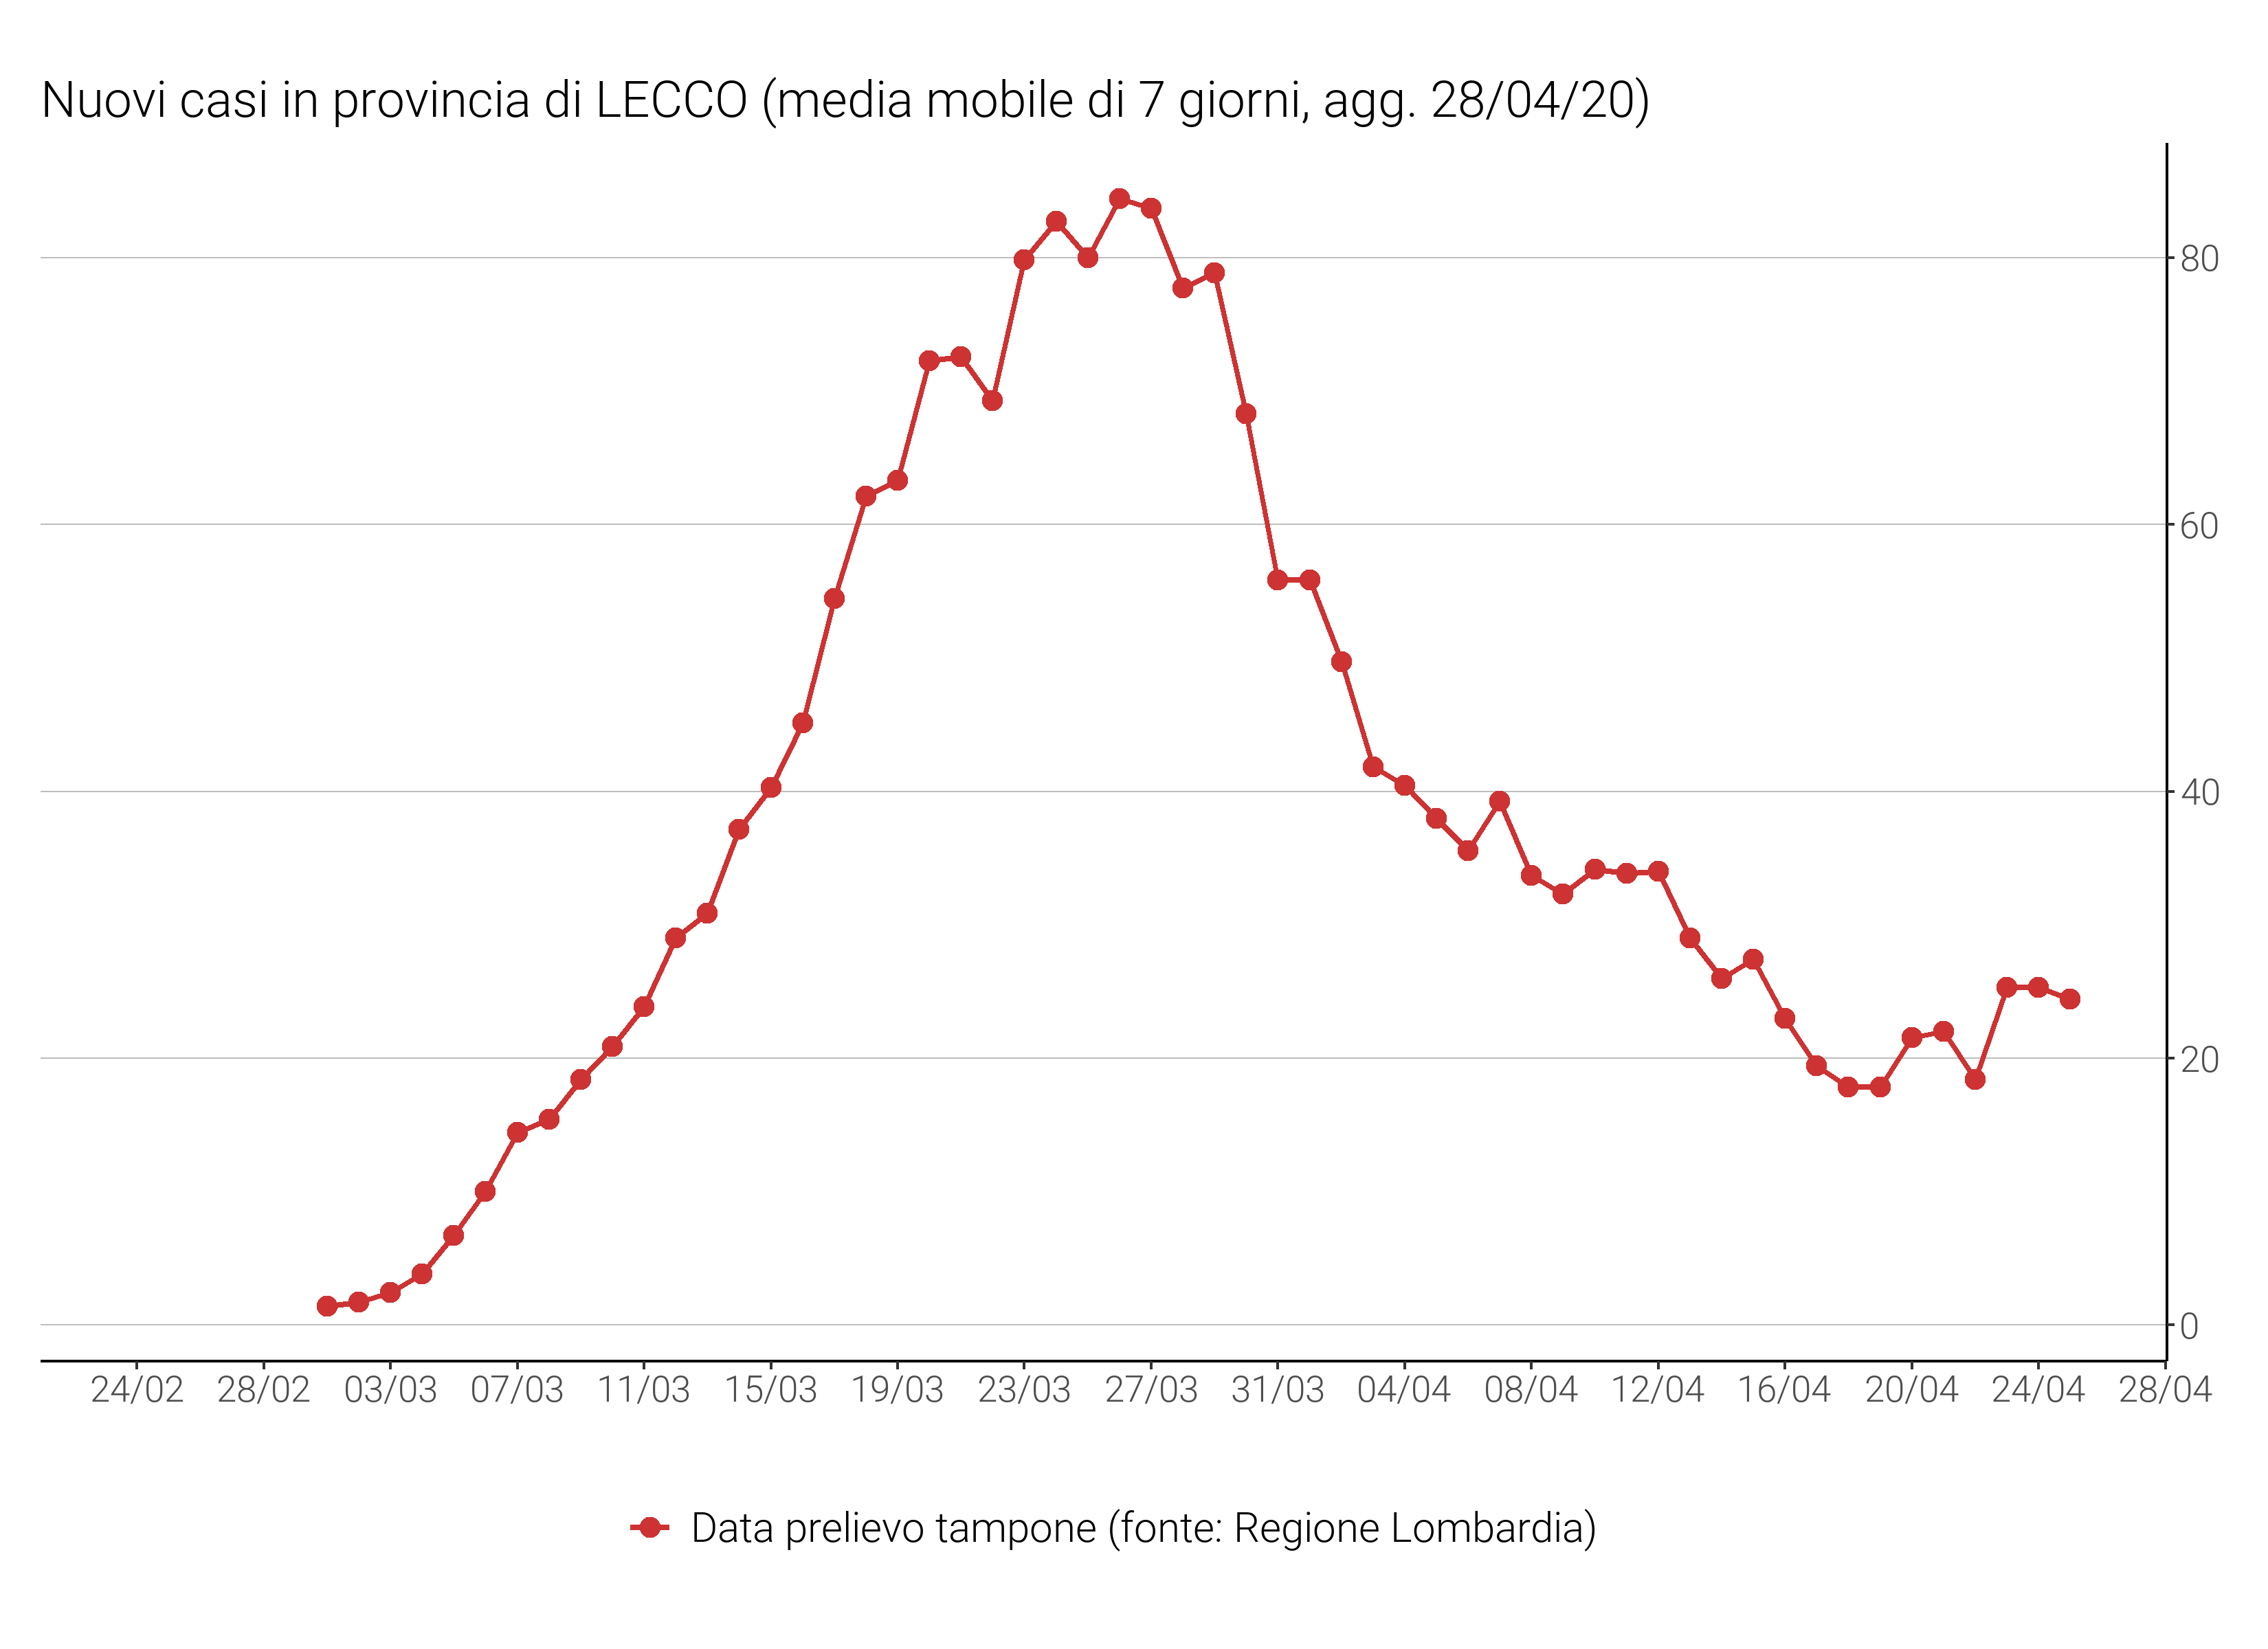 Nuovi casi in provincia di LECCO (media mobile di 7 giorni, agg. 28/04/20)
80
60
40
20
0
24/02 28/02 03/03 07/03 11/03 15/03 19/03 23/03 27/03 31/03 04/04 08/04 12/04 16/04 20/04 24/04 28/04
Data prelievo tampone (fonte: Regione Lombardia)